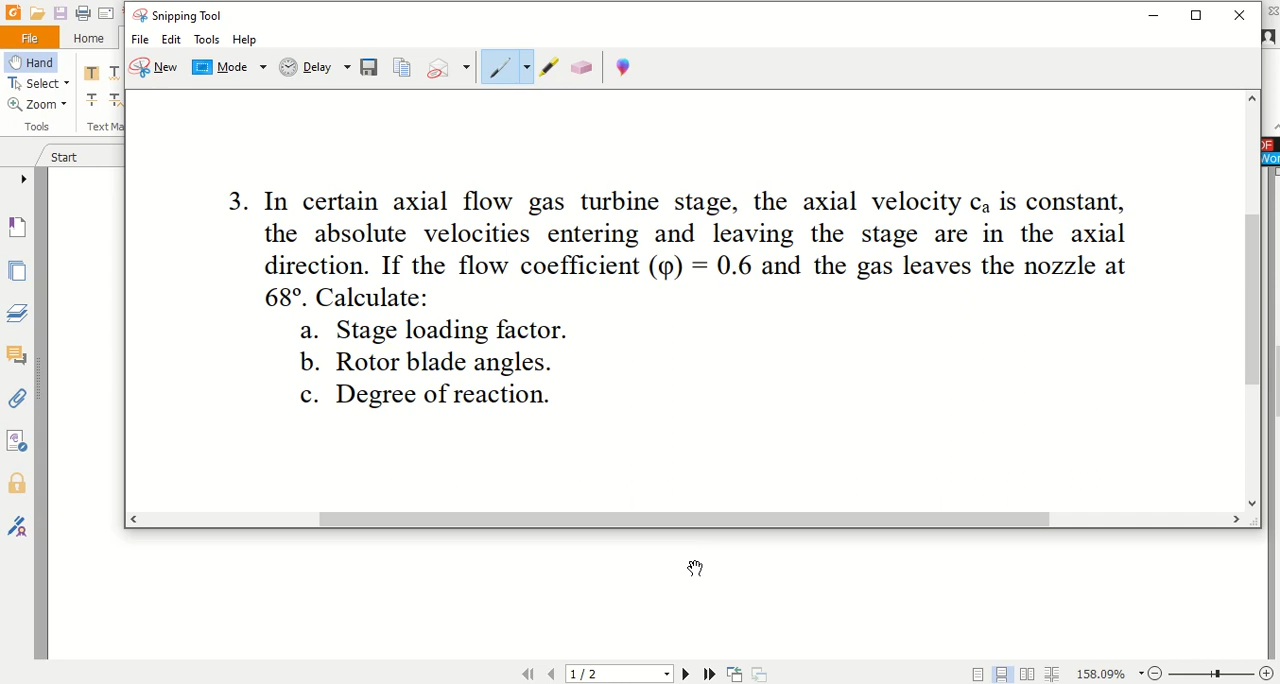 Snipping Tool
File Edit Tools Help
New Mode Delay
File Home
Hand
Select
Zoom
Tools
Text Ma
Start
3. In certain axial flow gas turbine stage, the axial velocity cₐ is constant,
the absolute velocities entering and leaving the stage are in the axial
direction. If the flow coefficient (φ) = 0.6 and the gas leaves the nozzle at
68º. Calculate:
a. Stage loading factor.
b. Rotor blade angles.
c. Degree of reaction.
1 / 2
158.09%